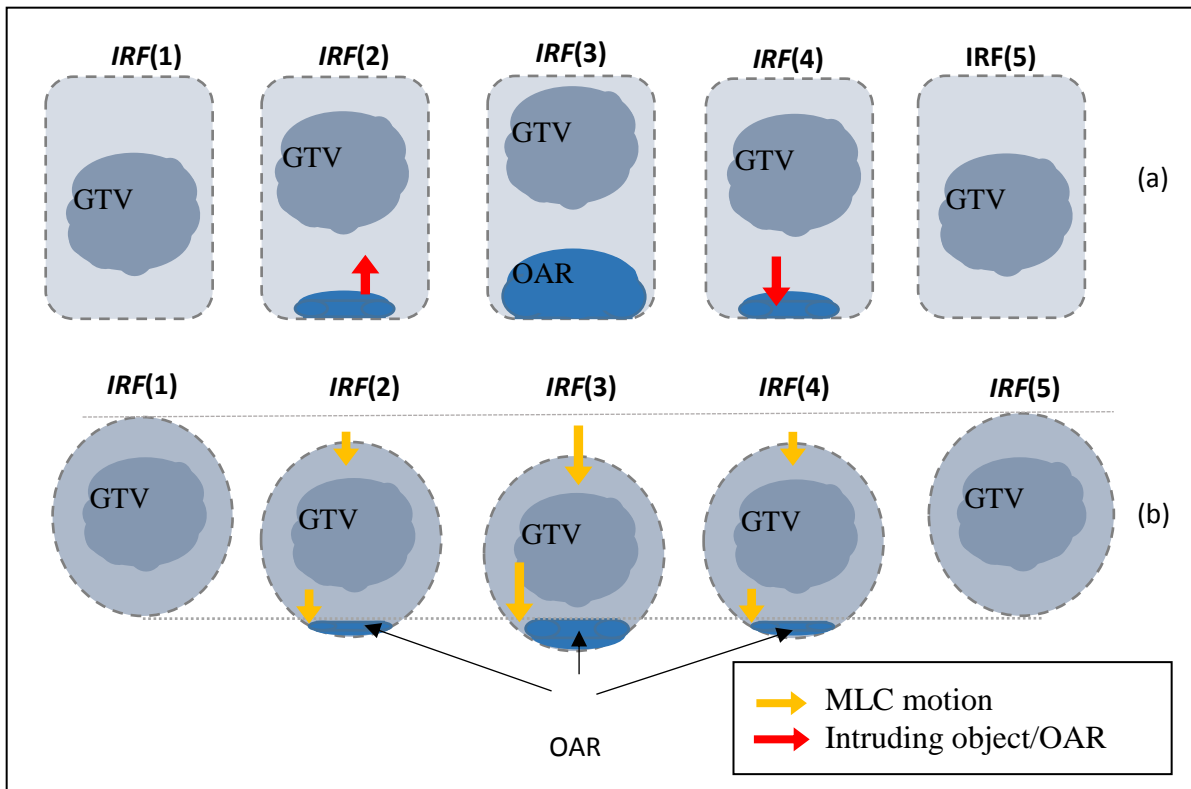 IRF(1) IRF(2) IRF(3) IRF(4) IRF(5)
GTV GTV GTV GTV GTV
(a)
OAR
IRF(1) IRF(2) IRF(3) IRF(4) IRF(5)
GTV GTV GTV GTV GTV
(b)
OAR
MLC motion
Intruding object/OAR